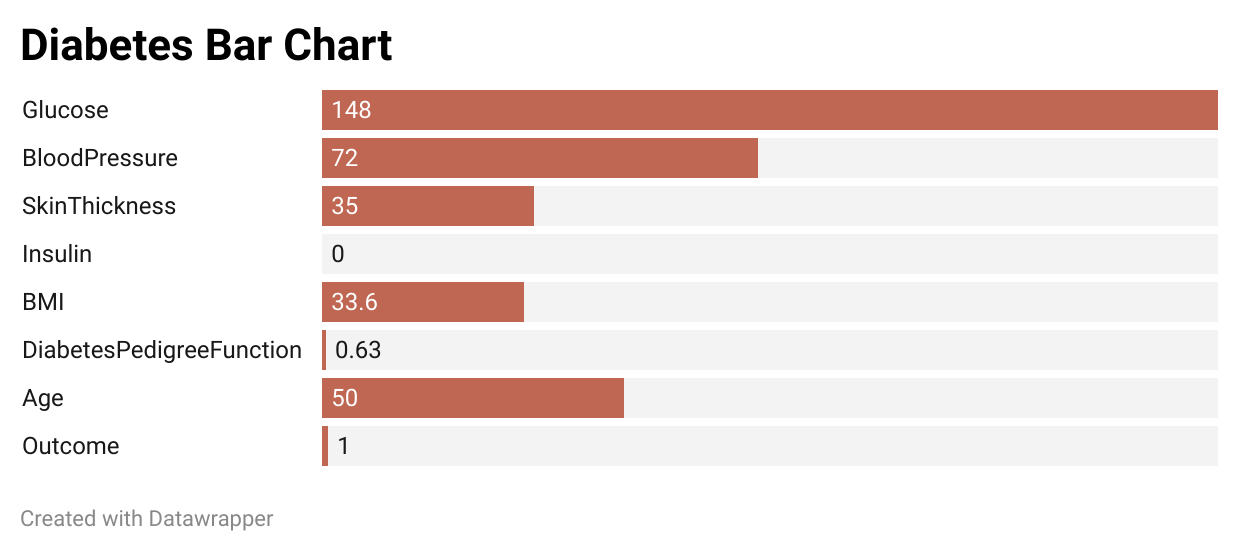 Diabetes Bar Chart
Glucose 148
BloodPressure 72
SkinThickness 35
Insulin 0
BMI 33.6
DiabetesPedigreeFunction 0.63
Age 50
Outcome 1
Created with Datawrapper